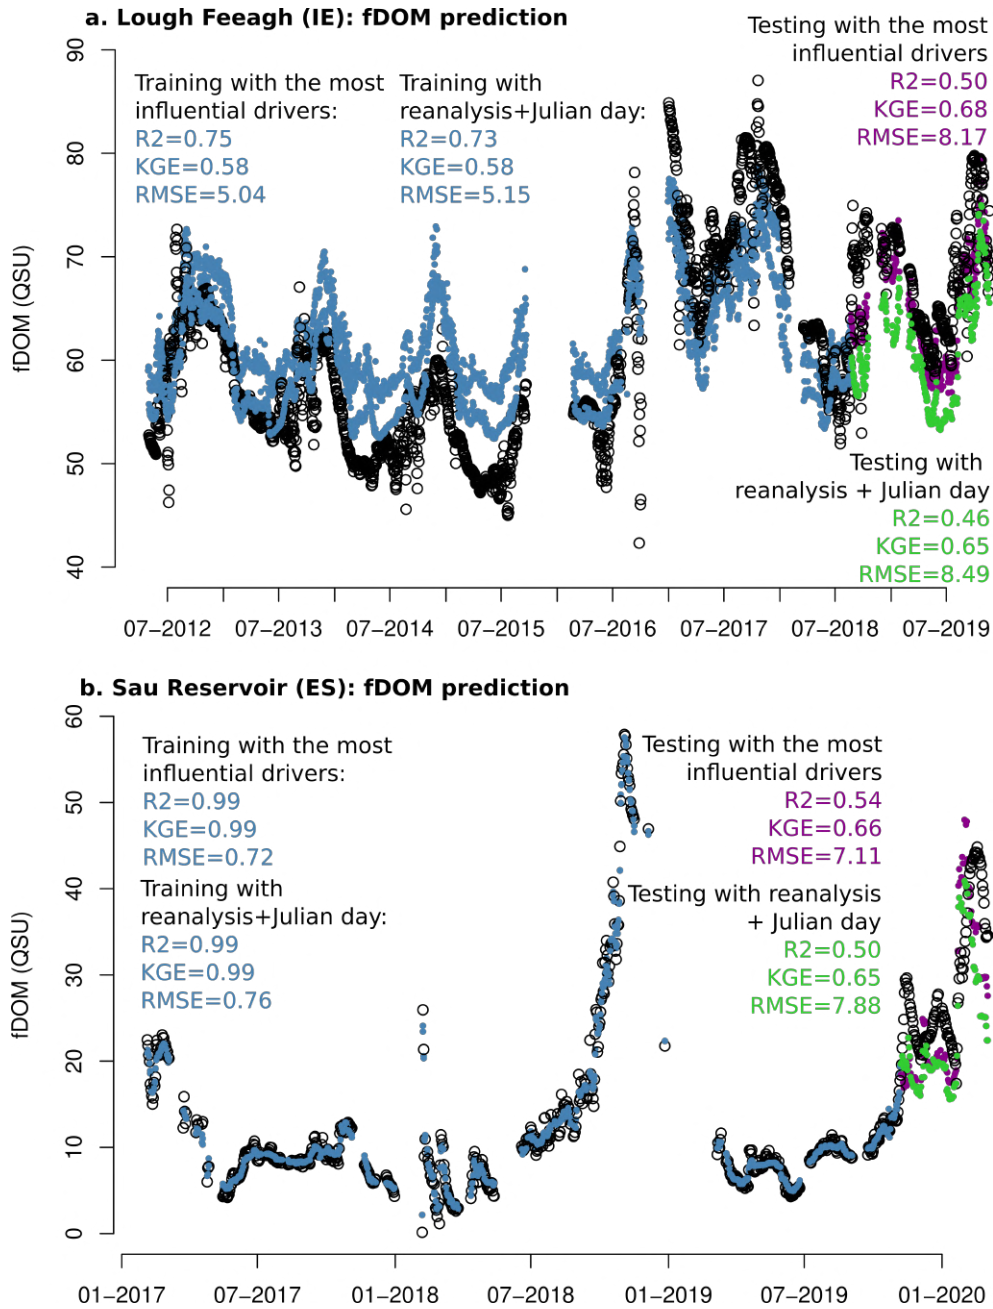 a. Lough Feeagh (IE): fDOM prediction
Training with the most
influential drivers:
R2=0.75
KGE=0.58
RMSE=5.04
Training with
reanalysis+Julian day:
R2=0.73
KGE=0.58
RMSE=5.15
Testing with the most
influential drivers
R2=0.50
KGE=0.68
RMSE=8.17
Testing with
reanalysis + Julian day
R2=0.46
KGE=0.65
RMSE=8.49
fDOM (QSU)
90
80
70
60
50
40
07-2012 07-2013 07-2014 07-2015 07-2016 07-2017 07-2018 07-2019
b. Sau Reservoir (ES): fDOM prediction
Training with the most
influential drivers:
R2=0.99
KGE=0.99
RMSE=0.72
Training with
reanalysis+Julian day:
R2=0.99
KGE=0.99
RMSE=0.76
Testing with the most
influential drivers
R2=0.54
KGE=0.66
RMSE=7.11
Testing with reanalysis
+ Julian day
R2=0.50
KGE=0.65
RMSE=7.88
fDOM (QSU)
60
50
40
30
20
10
0
01-2017 07-2017 01-2018 07-2018 01-2019 07-2019 01-2020